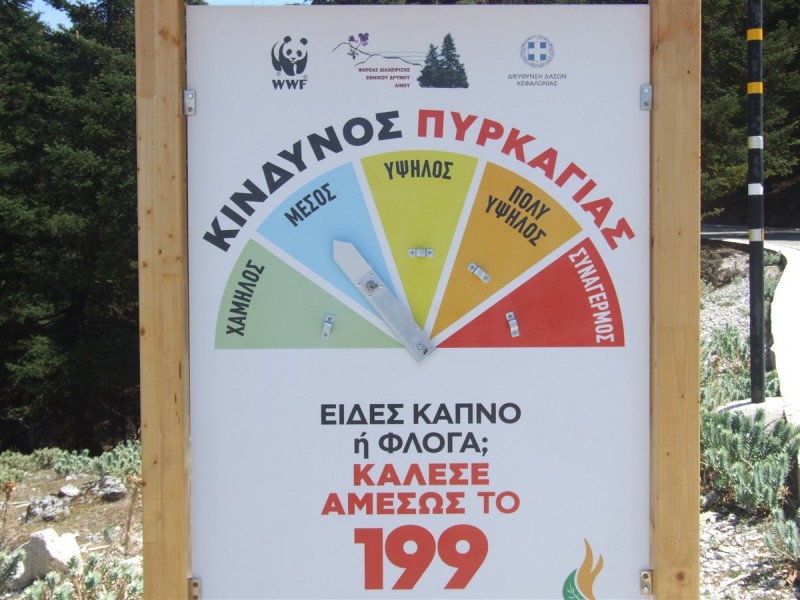 WWF
ΦΟΡΕΑΣ ΔΙΑΧΕΙΡΙΣΗΣ
ΕΘΝΙΚΟΥ ΔΡΥΜΟΥ
ΑΙΝΟΥ
ΔΙΕΥΘΥΝΣΗ ΔΑΣΩΝ
ΚΕΦΑΛΟΝΙΑΣ
ΚΙΝΔΥΝΟΣ ΠΥΡΚΑΓΙΑΣ
ΧΑΜΗΛΟΣ
ΜΕΣΟΣ
ΥΨΗΛΟΣ
ΠΟΛΥ
ΥΨΗΛΟΣ
ΣΥΝΑΓΕΡΜΟΣ
ΕΙΔΕΣ ΚΑΠΝΟ
ή ΦΛΟΓΑ;
ΚΑΛΕΣΕ
ΑΜΕΣΩΣ ΤΟ
199